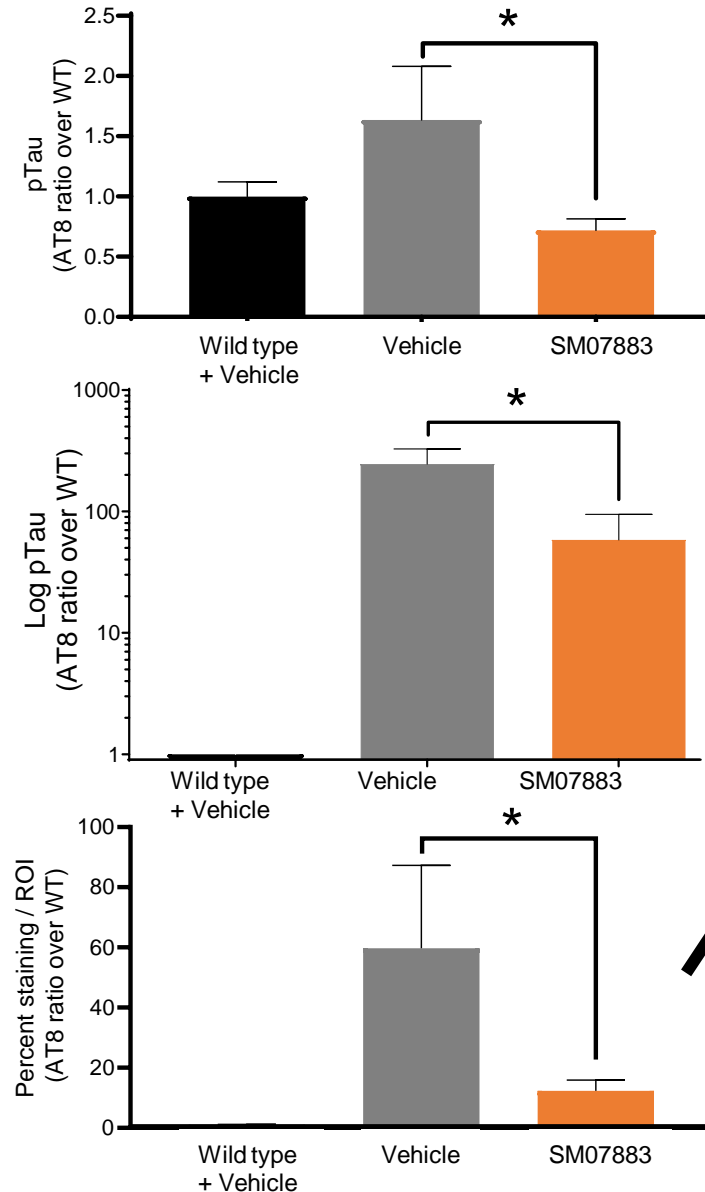 2.5
2.0
1.5
1.0
0.5
0.0
pTau
(AT8 ratio over WT)
*
Wild type
+ Vehicle
Vehicle
SM07883
1000
100
10
1
Log pTau
(AT8 ratio over WT)
*
Wild type
+ Vehicle
Vehicle
SM07883
100
80
60
40
20
0
Percent staining / ROI
(AT8 ratio over WT)
*
Wild type
+ Vehicle
Vehicle
SM07883